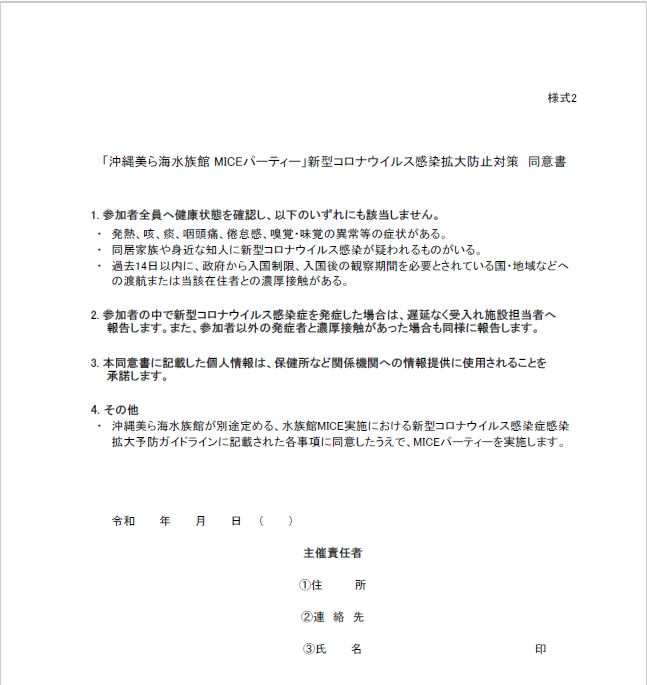 様式2
「沖縄美ら海水族館 MICEパーティー」新型コロナウイルス感染拡大防止対策　同意書
1. 参加者全員へ健康状態を確認し、以下のいずれにも該当しません。
・ 発熱、咳、痰、咽頭痛、倦怠感、嗅覚・味覚の異常等の症状がある。
・ 同居家族や身近な知人に新型コロナウイルス感染が疑われるものがいる。
・ 過去14日以内に、政府から入国制限、入国後の観察期間を必要とされている国・地域などへ
の渡航または当該在住者との濃厚接触がある。
2. 参加者の中で新型コロナウイルス感染症を発症した場合は、遅延なく受入れ施設担当者へ
報告します。また、参加者以外の発症者と濃厚接触があった場合も同様に報告します。
3. 本同意書に記載した個人情報は、保健所など関係機関への情報提供に使用されることを
承諾します。
4. その他
・ 沖縄美ら海水族館が別途定める、水族館MICE実施における新型コロナウイルス感染症感染
拡大予防ガイドラインに記載された各事項に同意したうえで、MICEパーティーを実施します。
令和　　年　　月　　日　（　　）
主催責任者
①住　　所
②連 絡 先
③氏　　名　　　　　　　　　　　　　　印